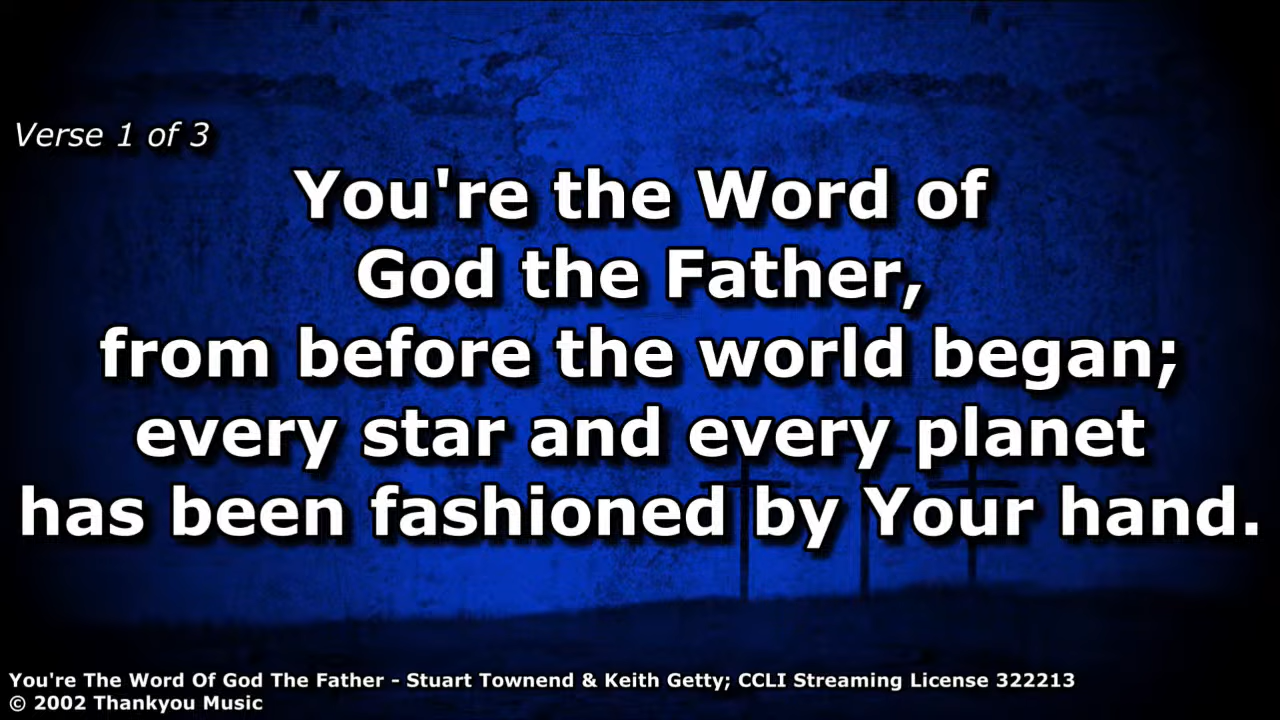 Verse 1 of 3
You're the Word of
God the Father,
from before the world began;
every star and every planet
has been fashioned by Your hand.
You're The Word Of God The Father - Stuart Townend & Keith Getty; CCLI Streaming License 322213
© 2002 Thankyou Music